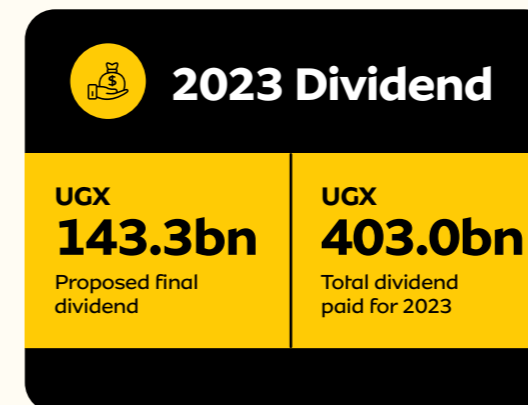 2023 Dividend
UGX
143.3bn
Proposed final
dividend
UGX
403.0bn
Total dividend
paid for 2023